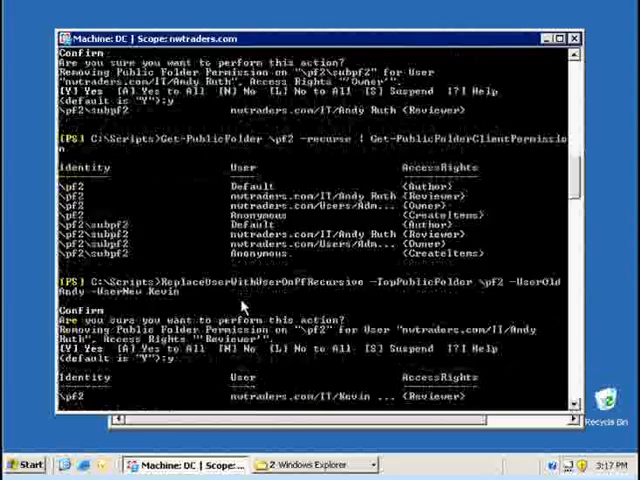 Machine: DC | Scope: nwtraders.com
Confirm
Are you sure you want to perform this action?
Removing Public Folder Permission on "\pf2\subpf2" for User
"nwtraders.com/IT/Andy Ruth", Access Rights "'Owner'".
[Y] Yes  [A] Yes to All  [N] No  [L] No to All  [S] Suspend  [?] Help
(default is "Y"):y
\pf2\subpf2 nwtraders.com/IT/Andy Ruth {Reviewer}
[PS] C:\Scripts>Get-PublicFolder \pf2 -recurse | Get-PublicFolderClientPermissio
n
Identity User AccessRights
\pf2 Default {Author}
\pf2 nwtraders.com/IT/Andy Ruth {Reviewer}
\pf2 nwtraders.com/Users/Adm... {Owner}
\pf2 Anonymous {CreateItems}
\pf2\subpf2 Default {Author}
\pf2\subpf2 nwtraders.com/IT/Andy Ruth {Reviewer}
\pf2\subpf2 nwtraders.com/Users/Adm... {Owner}
\pf2\subpf2 Anonymous {CreateItems}
[PS] C:\Scripts>ReplaceUserWithUserOnPFRecursive -TopPublicFolder \pf2 -UserOld
Andy -UserNew Kevin
Confirm
Are you sure you want to perform this action?
Removing Public Folder Permission on "\pf2" for User "nwtraders.com/IT/Andy
Ruth", Access Rights "'Reviewer'".
[Y] Yes  [A] Yes to All  [N] No  [L] No to All  [S] Suspend  [?] Help
(default is "Y"):y
Identity User AccessRights
\pf2 nwtraders.com/IT/Kevin ... {Reviewer}
Recycle Bin
Start Machine: DC | Scope:... 2 Windows Explorer 3:17 PM